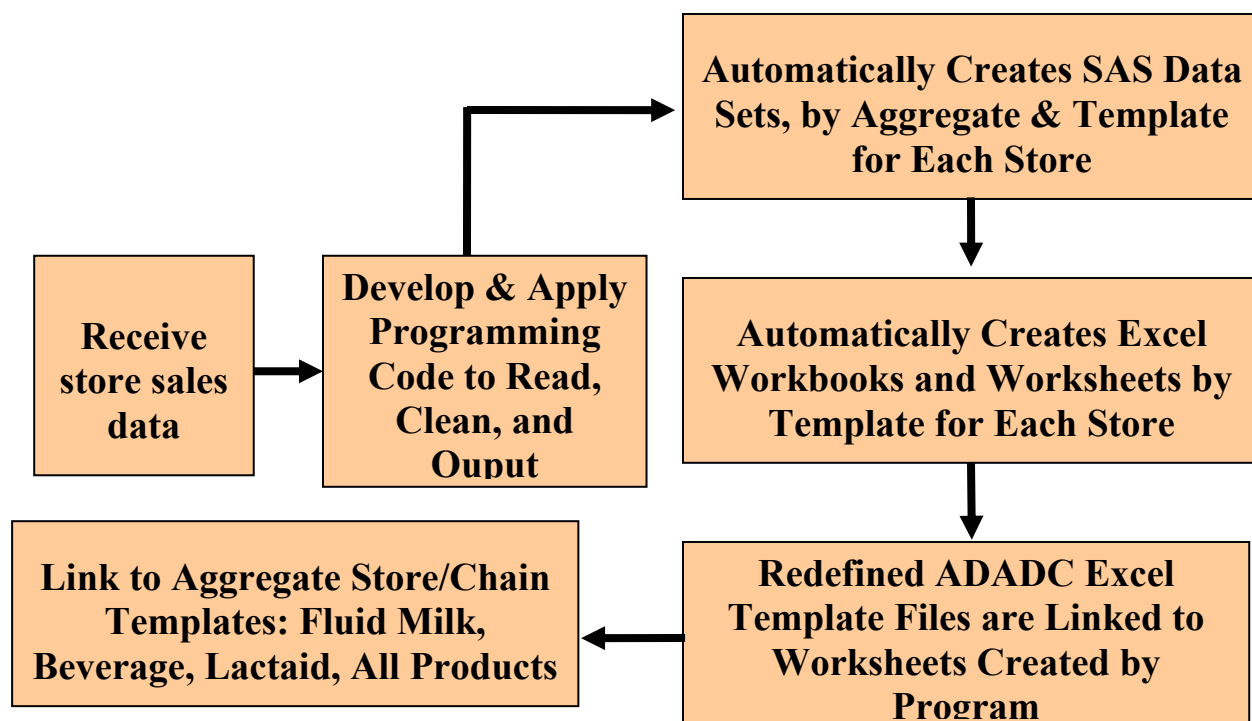 Receive
store sales
data
Develop & Apply
Programming
Code to Read,
Clean, and
Ouput
Automatically Creates SAS Data
Sets, by Aggregate & Template
for Each Store
Automatically Creates Excel
Workbooks and Worksheets by
Template for Each Store
Redefined ADADC Excel
Template Files are Linked to
Worksheets Created by
Program
Link to Aggregate Store/Chain
Templates: Fluid Milk,
Beverage, Lactaid, All Products